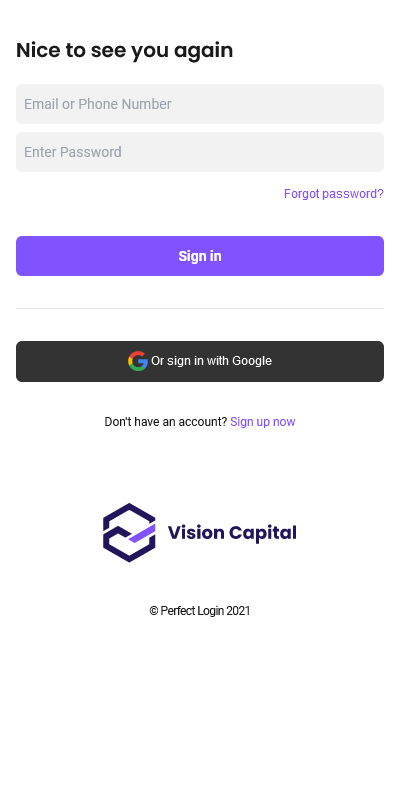 Nice to see you again
Email or Phone Number
Enter Password
Forgot password?
Sign in
Or sign in with Google
Don't have an account? Sign up now
Vision Capital
© Perfect Login 2021